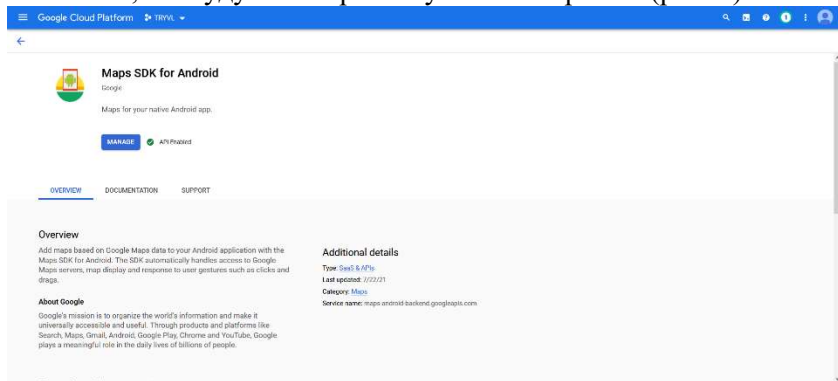 Google Cloud Platform TRYVL
Maps SDK for Android
Google
Maps for your native Android app.
MANAGE API Enabled
OVERVIEW DOCUMENTATION SUPPORT
Overview
Add maps based on Google Maps data to your Android application with the
Maps SDK for Android. The SDK automatically handles access to Google
Maps servers, map display and response to user gestures such as clicks and
drags.
About Google
Google's mission is to organize the world's information and make it
universally accessible and useful. Through products and platforms like
Search, Maps, Gmail, Android, Google Play, Chrome and YouTube, Google
plays a meaningful role in the daily lives of billions of people.
Additional details
Type: SaaS & APIs
Last updated: 7/22/21
Category: Maps
Service name: maps-android-backend.googleapis.com